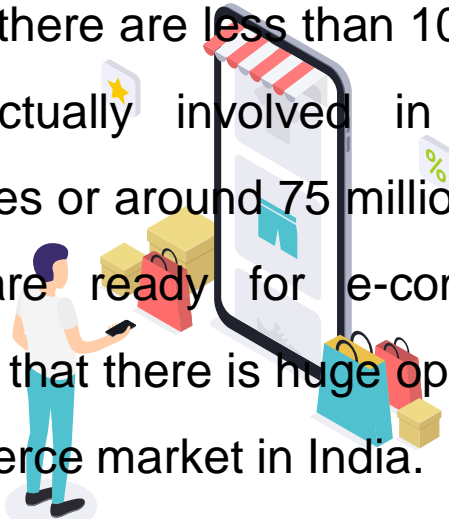 there are less than 10
ctually involved in
es or around 75 millio
are ready for e-cor
that there is huge op
erce market in India.
%